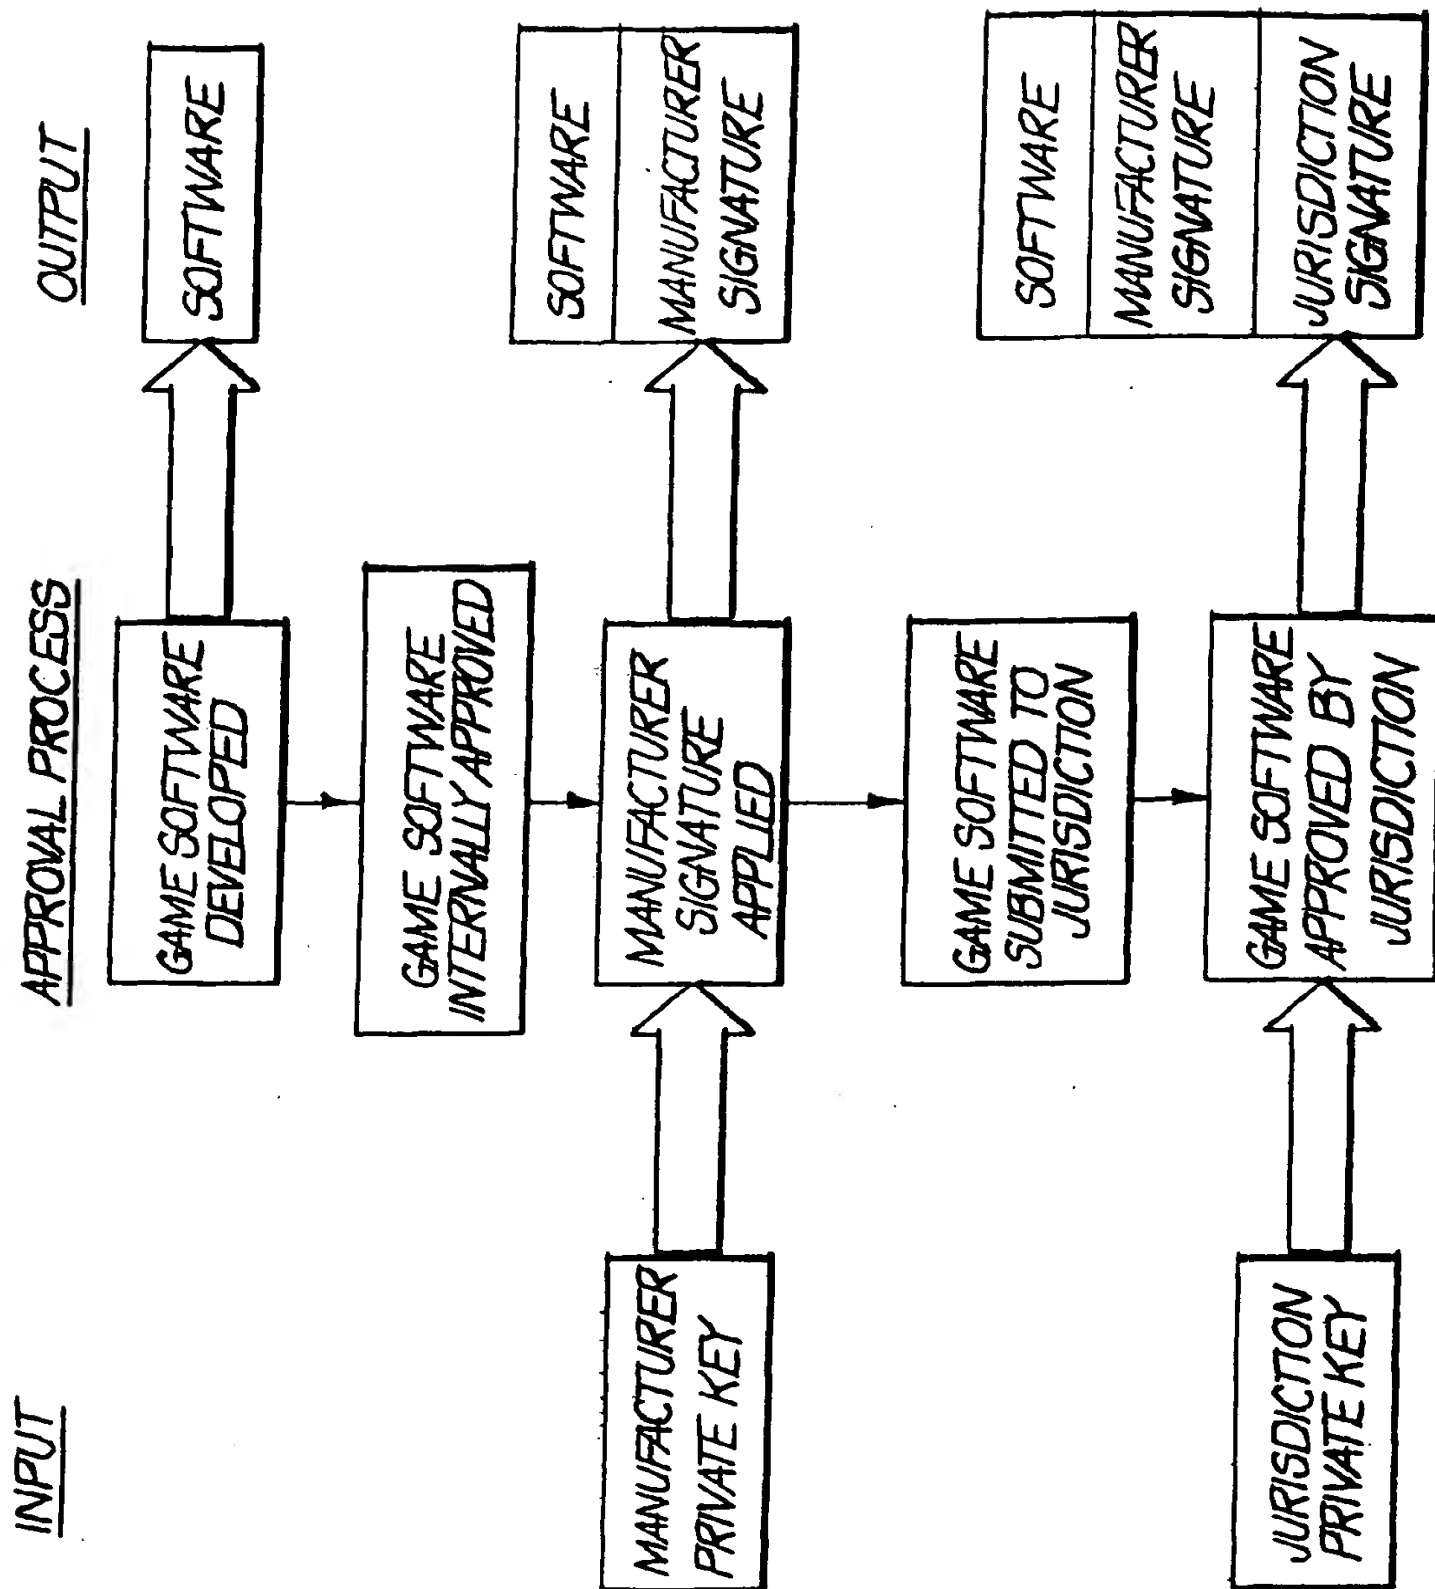 INPUT
APPROVAL PROCESS
OUTPUT
GAME SOFTWARE
DEVELOPED
SOFTWARE
GAME SOFTWARE
INTERNALLY APPROVED
MANUFACTURER
PRIVATE KEY
MANUFACTURER
SIGNATURE
APPLIED
SOFTWARE
MANUFACTURER
SIGNATURE
GAME SOFTWARE
SUBMITTED TO
JURISDICTION
JURISDICTION
PRIVATE KEY
GAME SOFTWARE
APPROVED BY
JURISDICTION
SOFTWARE
MANUFACTURER
SIGNATURE
JURISDICTION
SIGNATURE